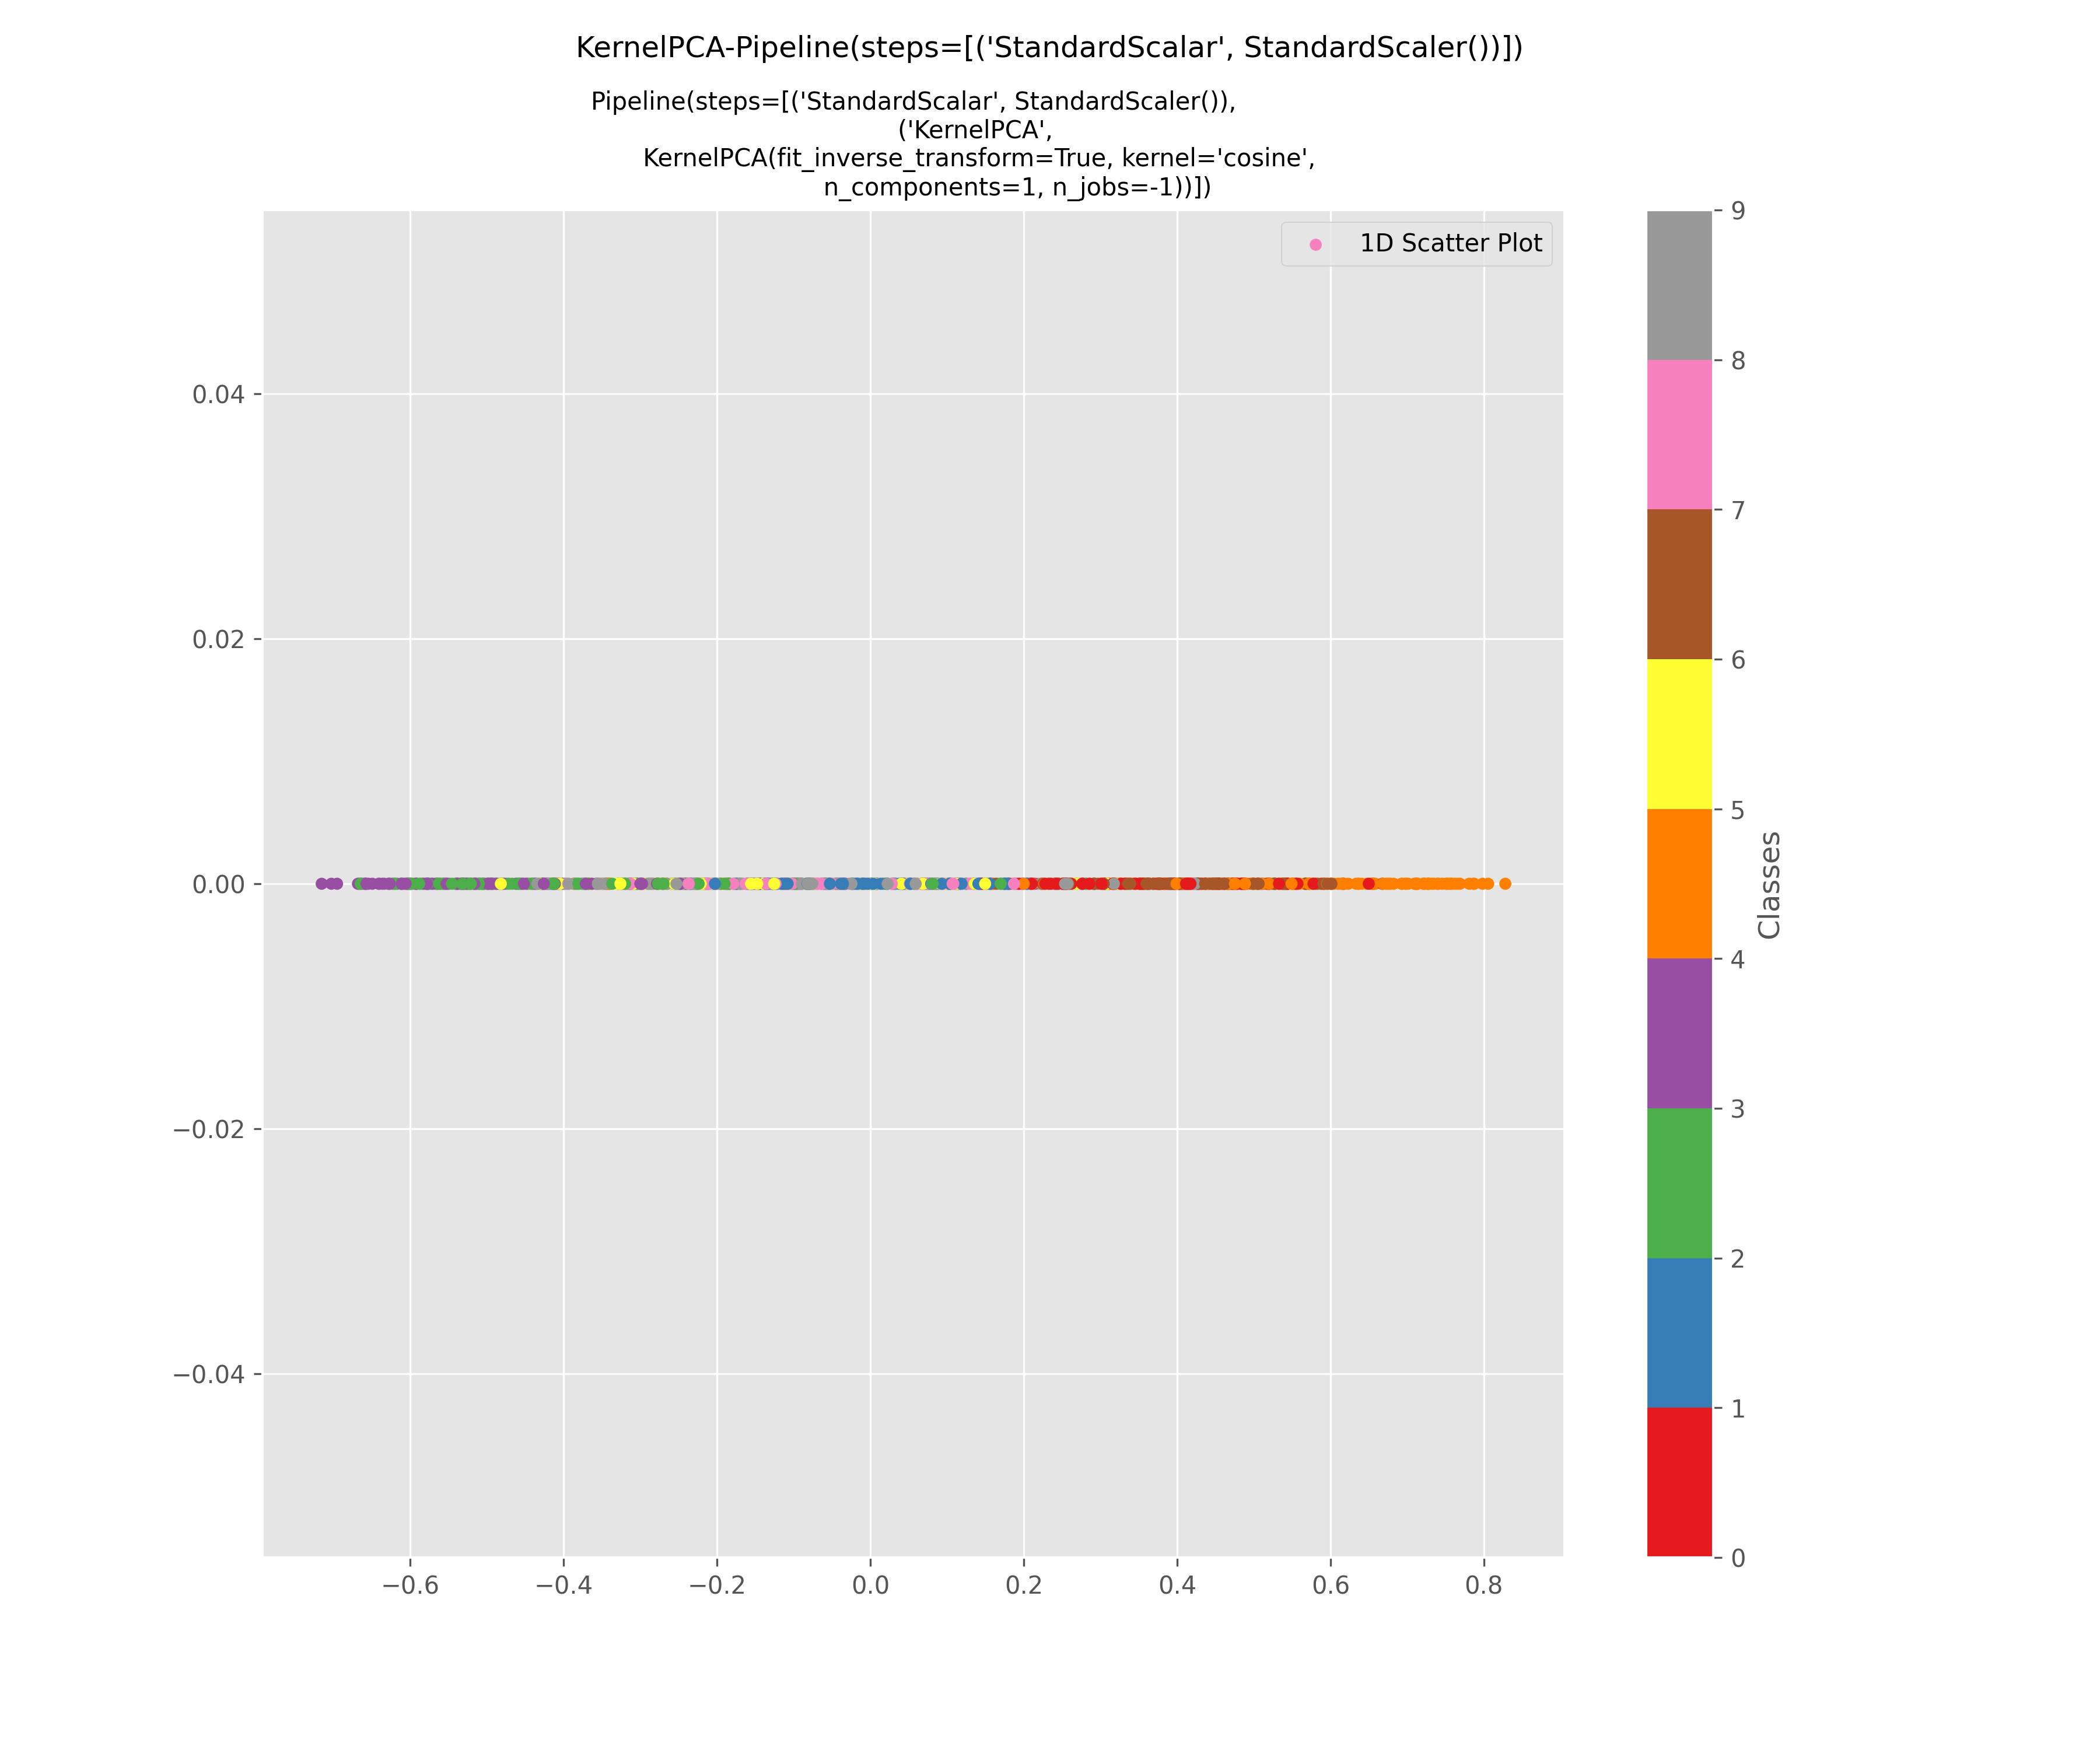 KernelPCA-Pipeline(steps=[('StandardScalar', StandardScaler())])
Pipeline(steps=[('StandardScalar', StandardScaler()),
('KernelPCA',
KernelPCA(fit_inverse_transform=True, kernel='cosine',
n_components=1, n_jobs=-1))])
1D Scatter Plot
0.04
0.02
0.00
−0.02
−0.04
−0.6 −0.4 −0.2 0.0 0.2 0.4 0.6 0.8
9
8
7
6
5
4
3
2
1
0
Classes